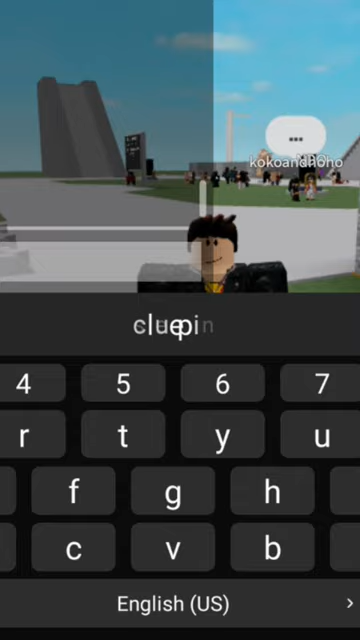 ...
kokoandhoho
4 5 6 7
r t y u
f g h
c v b
English (US) ›